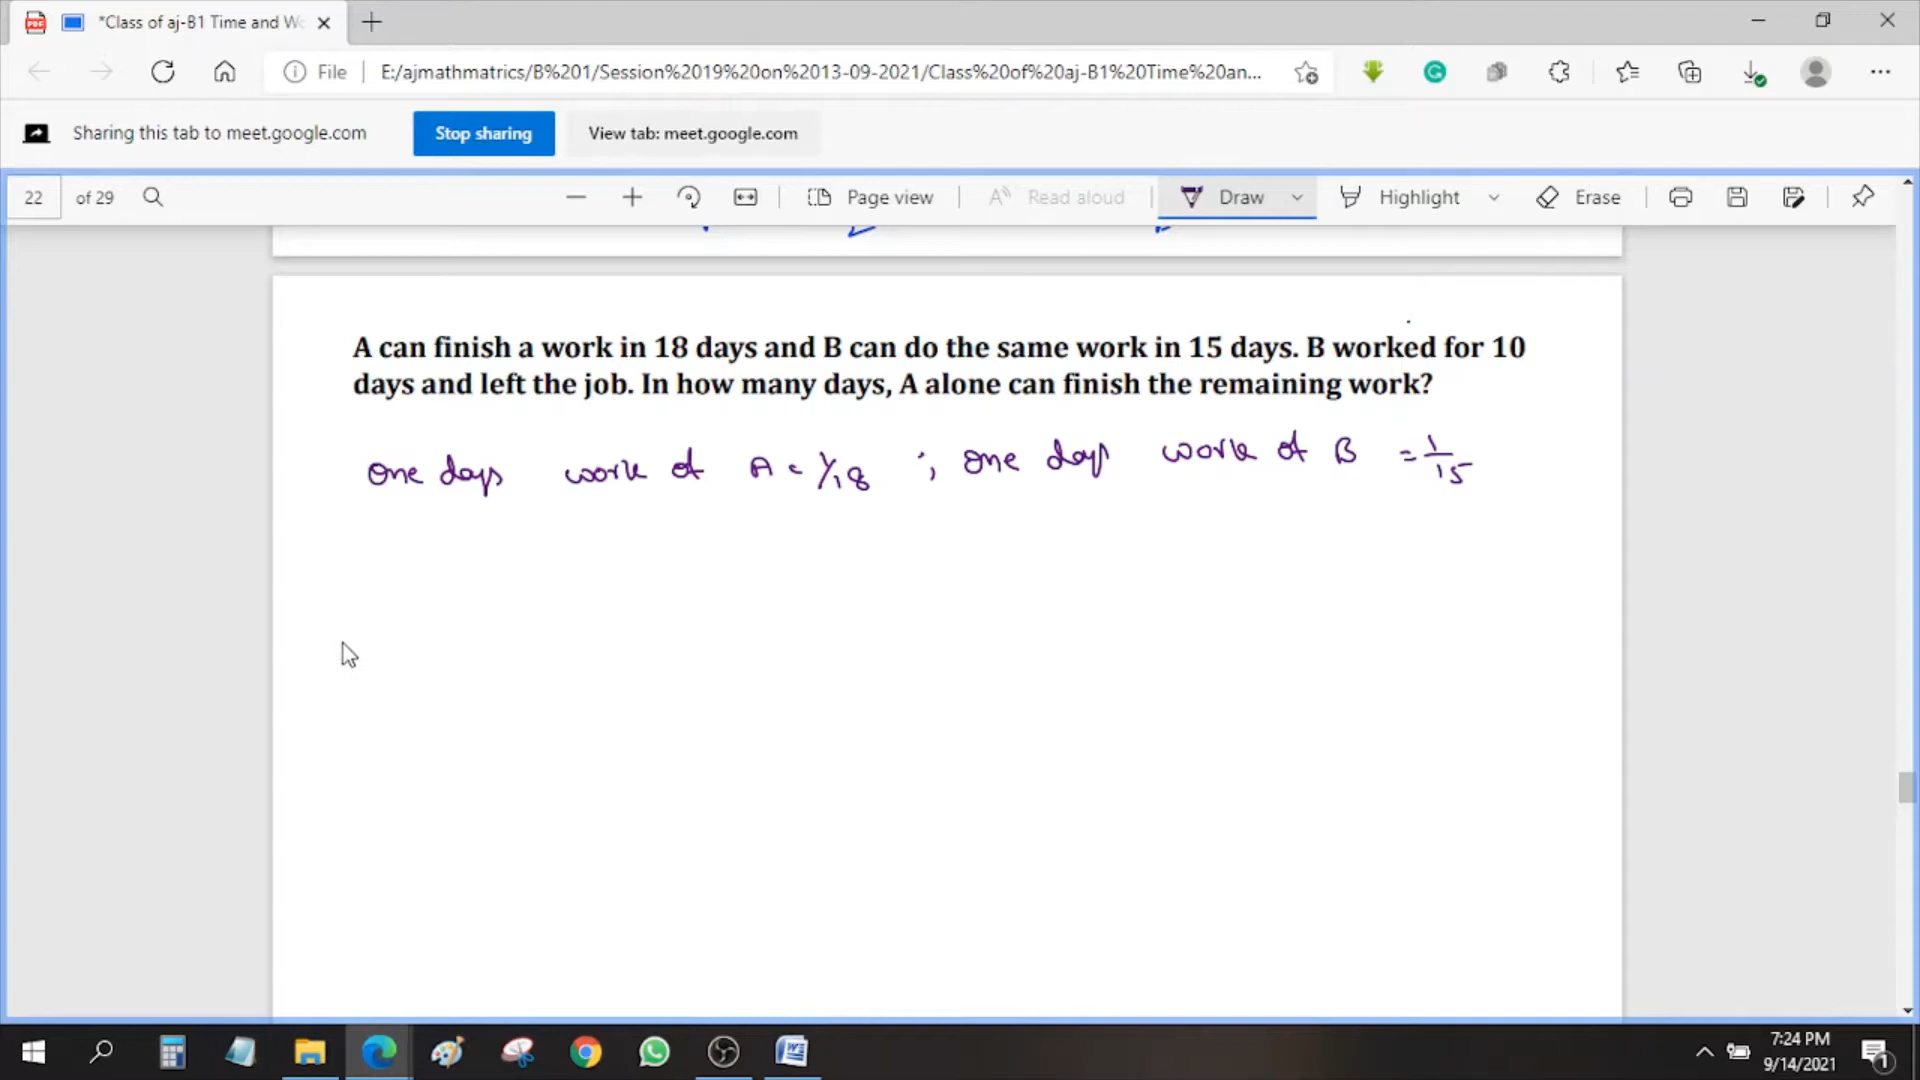 *Class of aj-B1 Time and Wo
File
E:/ajmathmatrics/B%201/Session%2019%20on%2013-09-2021/Class%20of%20aj-B1%20Time%20an...
Sharing this tab to meet.google.com
Stop sharing
View tab: meet.google.com
22 of 29
Page view
Read aloud
Draw
Highlight
Erase
A can finish a work in 18 days and B can do the same work in 15 days. B worked for 10
days and left the job. In how many days, A alone can finish the remaining work?
One days work of A = 1/18 ; one days work of B = 1/15
7:24 PM
9/14/2021
1